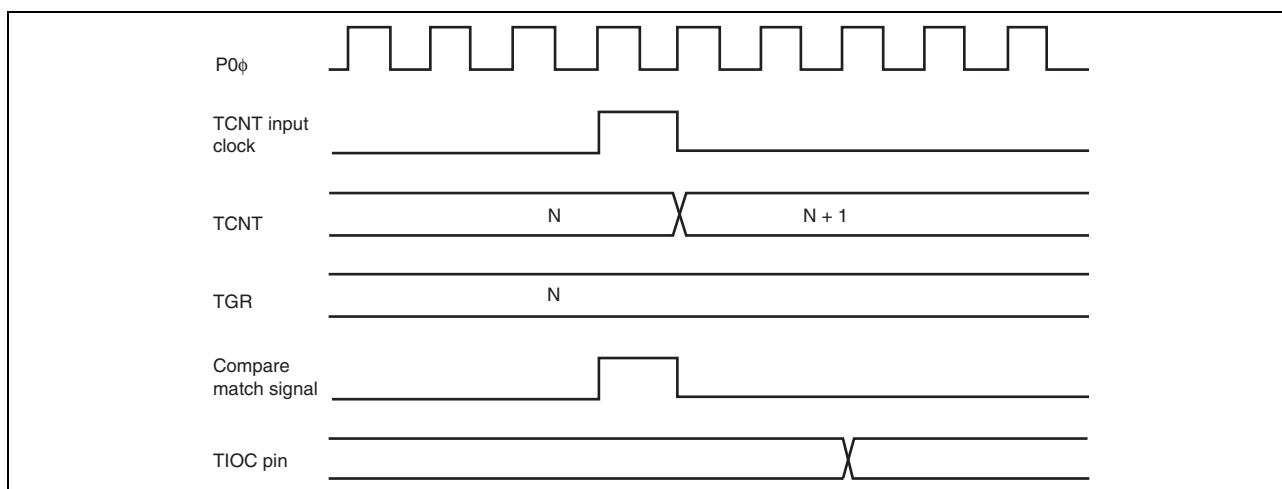 P0ϕ
TCNT input
clock
TCNT
N
N + 1
TGR
N
Compare
match signal
TIOC pin